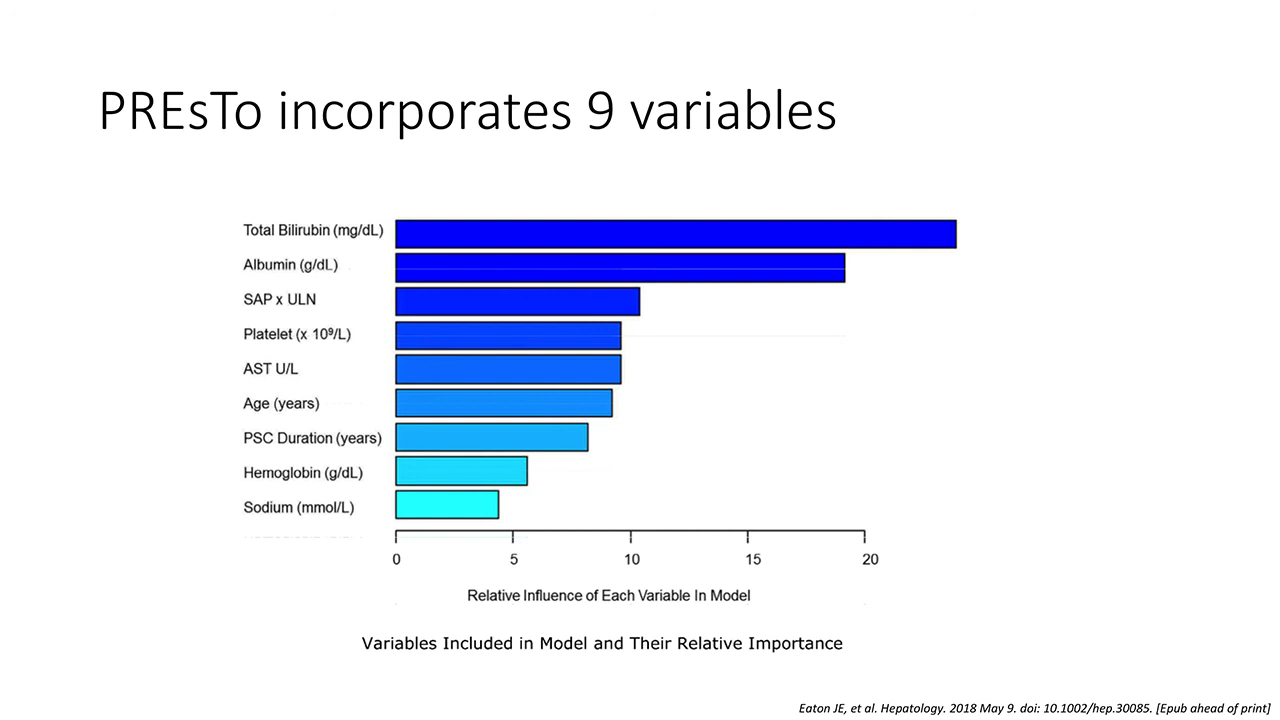 PREsTo incorporates 9 variables
Total Bilirubin (mg/dL)
Albumin (g/dL)
SAP x ULN
Platelet (x 10⁹/L)
AST U/L
Age (years)
PSC Duration (years)
Hemoglobin (g/dL)
Sodium (mmol/L)
0 5 10 15 20
Relative Influence of Each Variable In Model
Variables Included in Model and Their Relative Importance
Eaton JE, et al. Hepatology. 2018 May 9. doi: 10.1002/hep.30085. [Epub ahead of print]